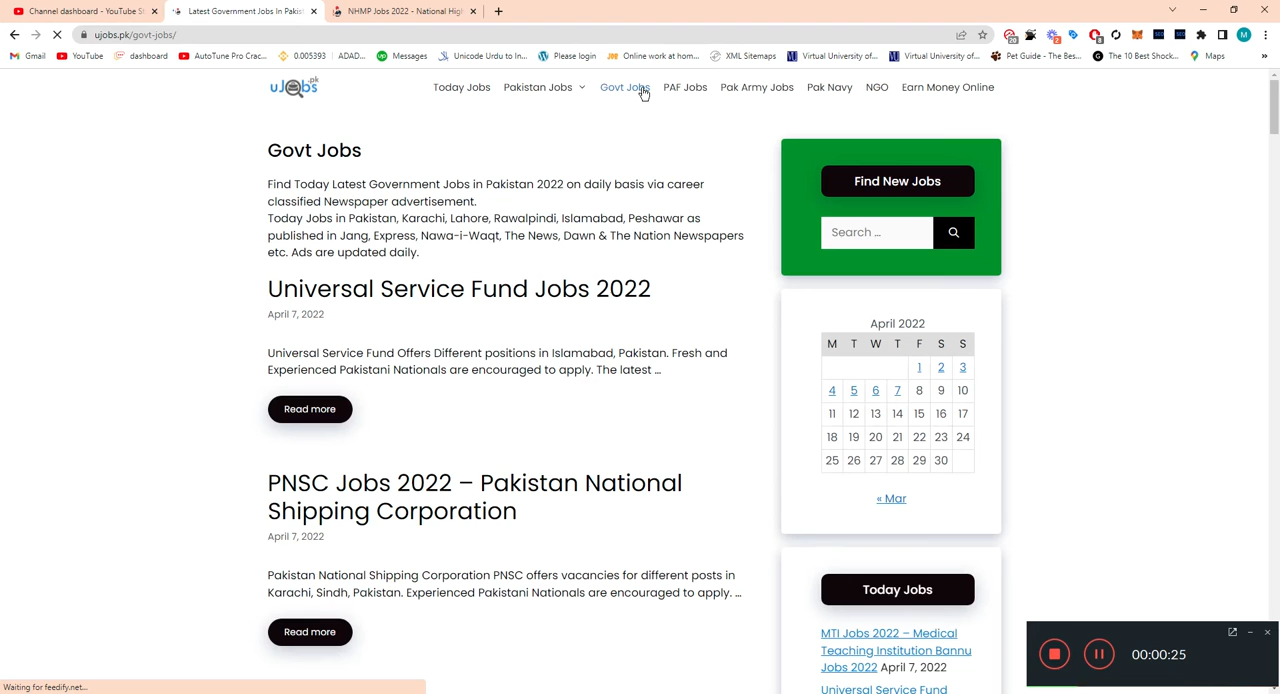 Channel dashboard - YouTube S
Latest Government Jobs In Pakist
NHMP Jobs 2022 - National High
ujobs.pk/govt-jobs/
Gmail YouTube dashboard AutoTune Pro Crac... 0.005393 ADAD... Messages Unicode Urdu to In... Please login Online work at hom... XML Sitemaps Virtual University of... Virtual University of... Pet Guide - The Bes... The 10 Best Shock... Maps
uJobs.pk
Today Jobs Pakistan Jobs Govt Jobs PAF Jobs Pak Army Jobs Pak Navy NGO Earn Money Online
Govt Jobs
Find Today Latest Government Jobs in Pakistan 2022 on daily basis via career
classified Newspaper advertisement.
Today Jobs in Pakistan, Karachi, Lahore, Rawalpindi, Islamabad, Peshawar as
published in Jang, Express, Nawa-i-Waqt, The News, Dawn & The Nation Newspapers
etc. Ads are updated daily.
Universal Service Fund Jobs 2022
April 7, 2022
Universal Service Fund Offers Different positions in Islamabad, Pakistan. Fresh and
Experienced Pakistani Nationals are encouraged to apply. The latest …
Read more
PNSC Jobs 2022 – Pakistan National
Shipping Corporation
April 7, 2022
Pakistan National Shipping Corporation PNSC offers vacancies for different posts in
Karachi, Sindh, Pakistan. Experienced Pakistani Nationals are encouraged to apply. …
Read more
Find New Jobs
Search …
April 2022
M T W T F S S
1 2 3
4 5 6 7 8 9 10
11 12 13 14 15 16 17
18 19 20 21 22 23 24
25 26 27 28 29 30
« Mar
Today Jobs
MTI Jobs 2022 – Medical
Teaching Institution Bannu
Jobs 2022 April 7, 2022
Universal Service Fund
00:00:25
Waiting for feedify.net...